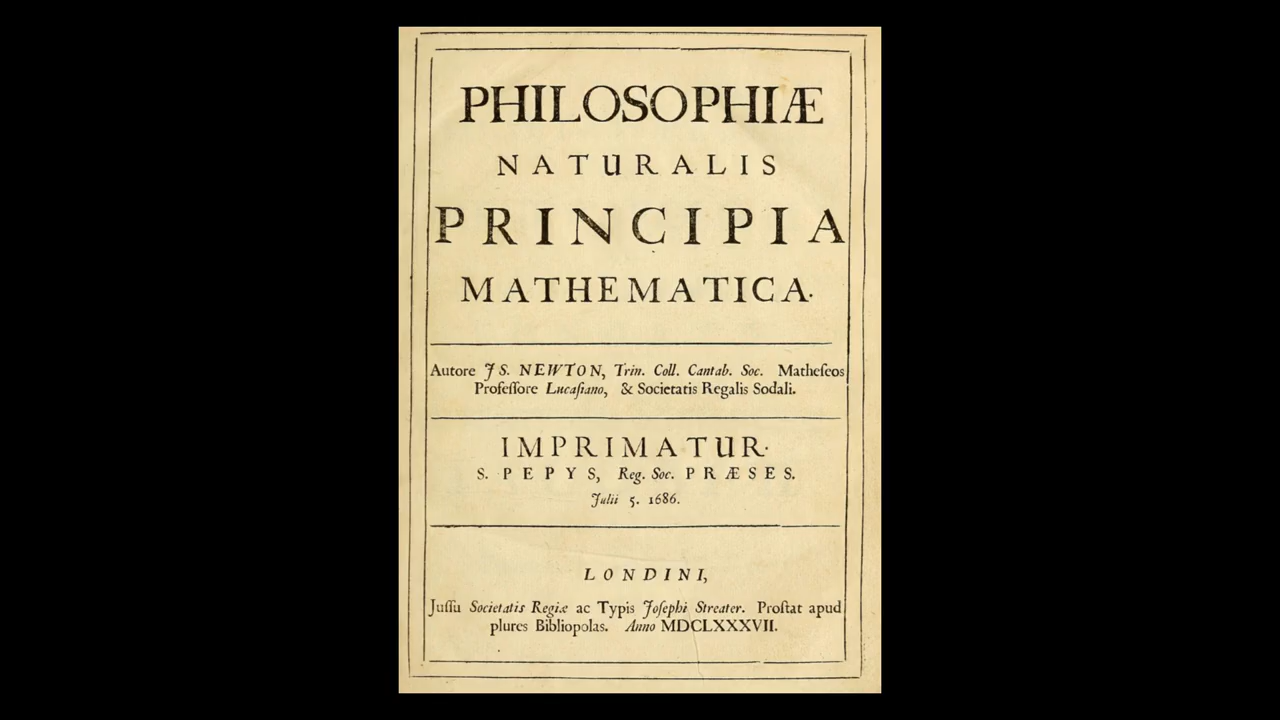 PHILOSOPHIÆ
NATURALIS
PRINCIPIA
MATHEMATICA.
Autore JS. NEWTON, Trin. Coll. Cantab. Soc. Matheſeos
Profeſſore Lucaſiano, & Societatis Regalis Sodali.
IMPRIMATUR.
S. PEPYS, Reg. Soc. PRÆSES.
Julii 5. 1686.
LONDINI,
Juſſu Societatis Regiæ ac Typis Joſephi Streater. Proſtat apud
plures Bibliopolas. Anno MDCLXXXVII.